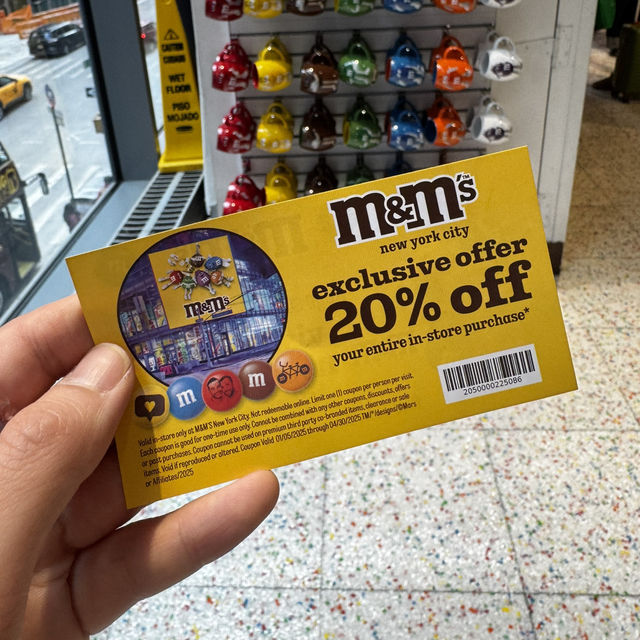 CAUTION
WET
FLOOR
PISO
MOJADO
m&m's™
new york city
exclusive offer
20% off
your entire in-store purchase*
m&m's
m
m
2050000225086
Valid in-store only at M&M'S New York City. Not redeemable online. Limit one (1) coupon per person per visit.
Each coupon is good for one-time use only. Cannot be combined with any other coupons, discounts, offers
or past purchases. Coupon cannot be used on premium third party co-branded items, clearance or sale
items. Void if reproduced or altered. Coupon Valid 01/05/2025 through 04/30/2025 TM/®designs/©Mars
or Affiliates/2025